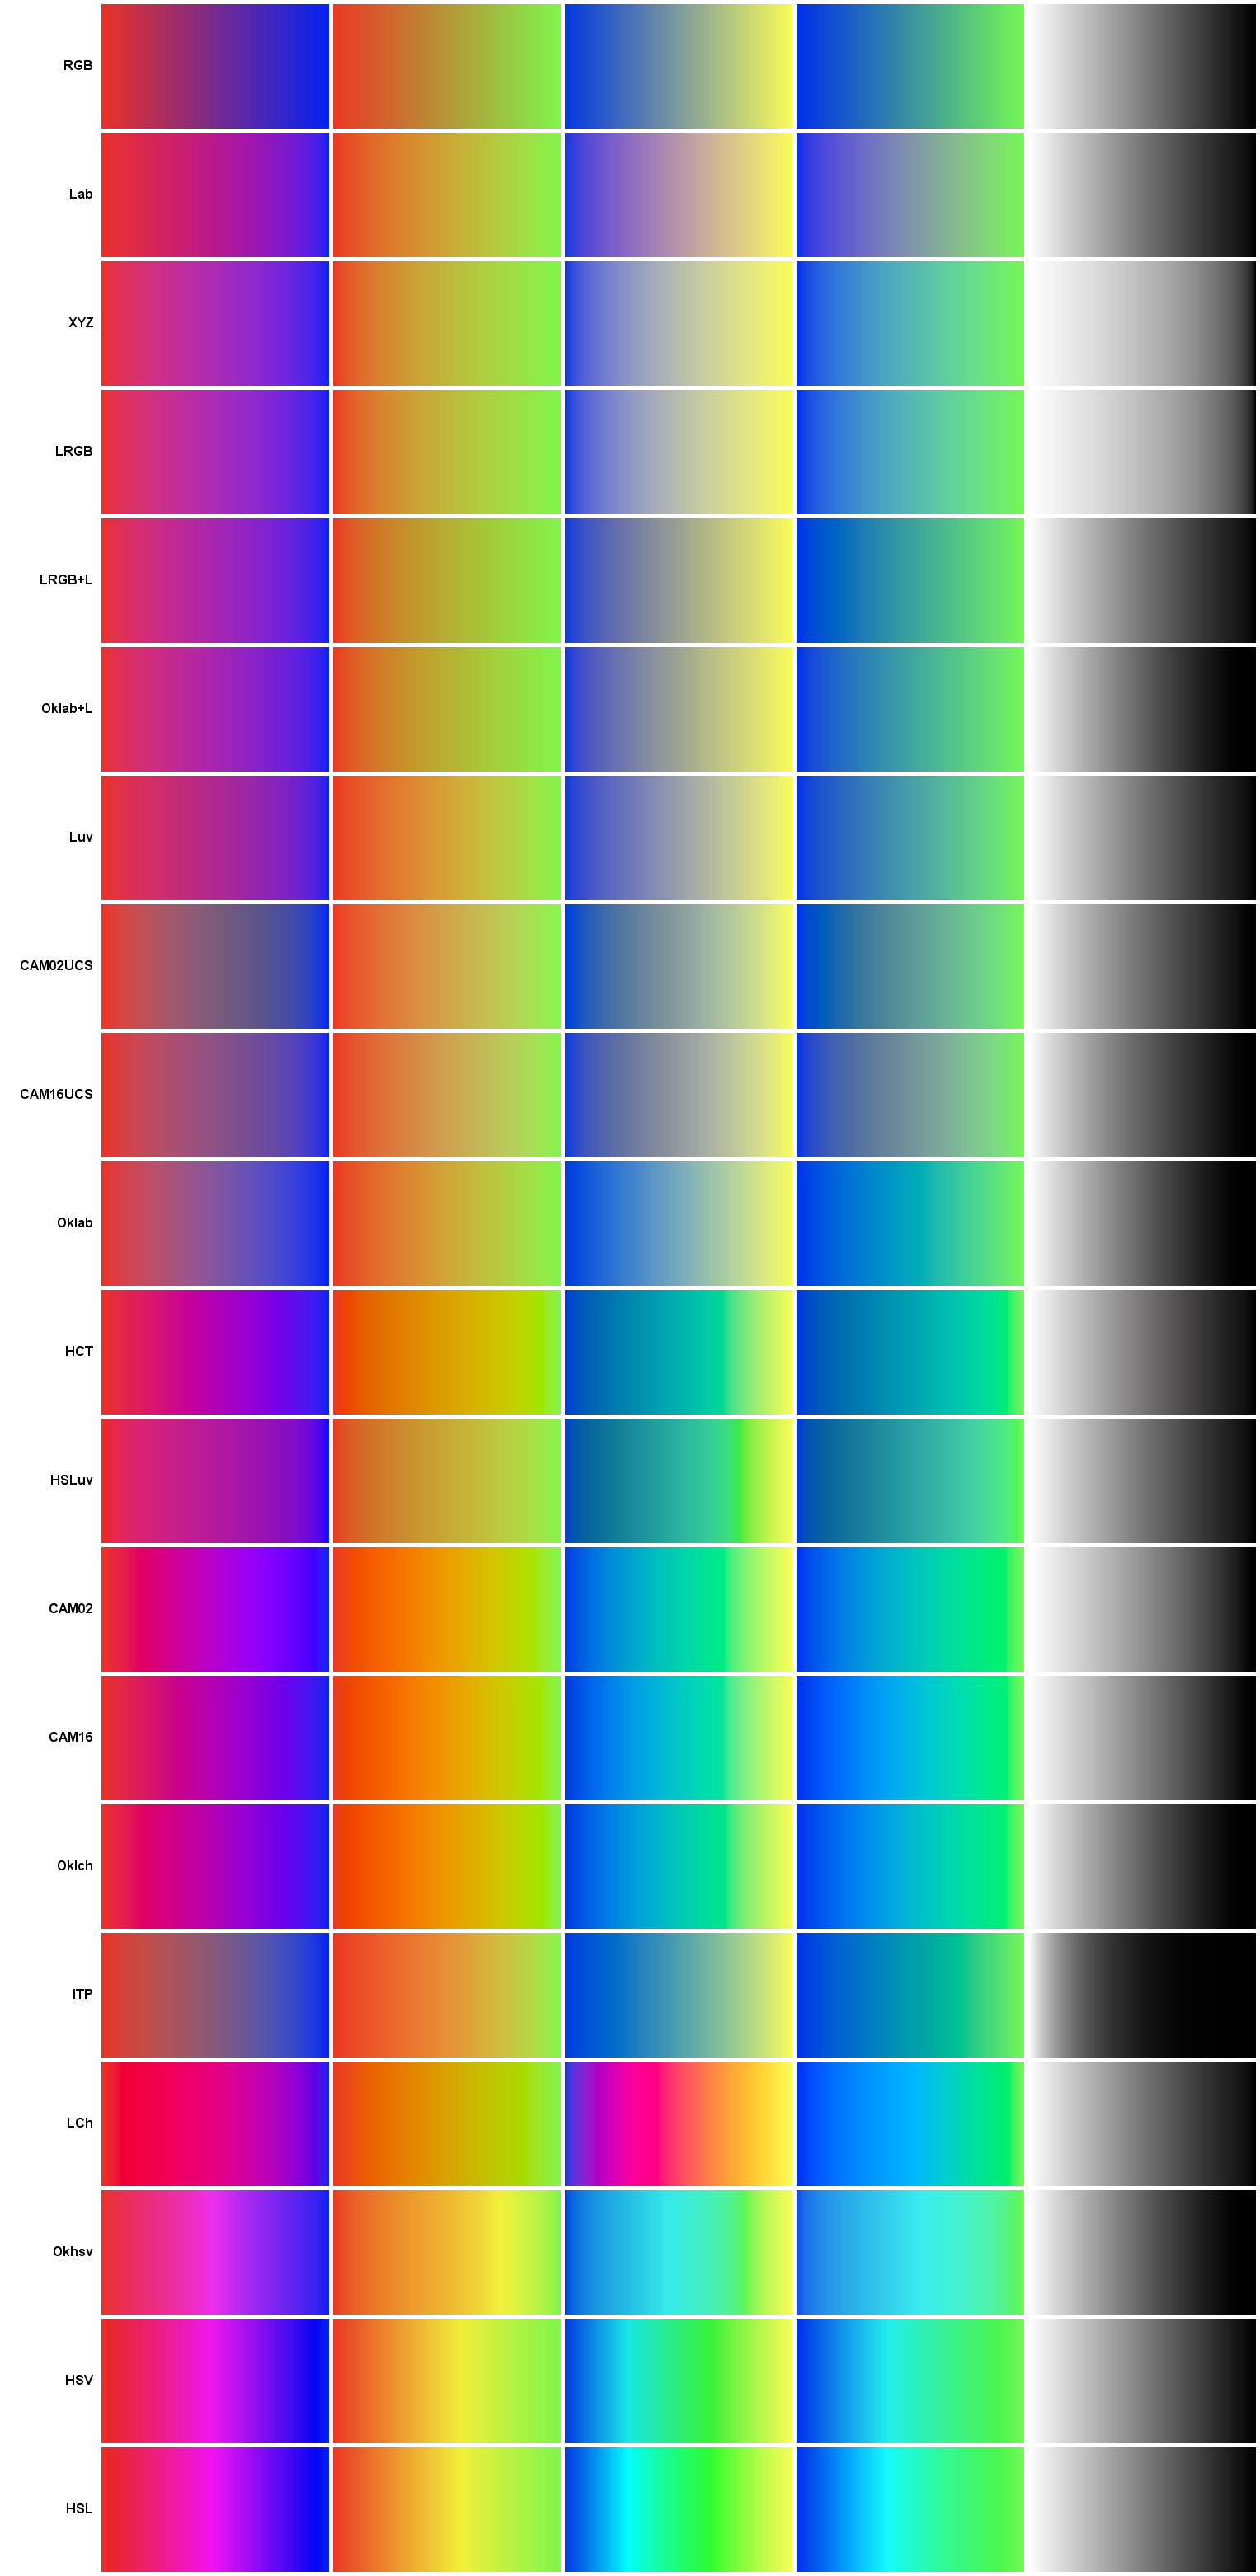 RGB
Lab
XYZ
LRGB
LRGB+L
Oklab+L
Luv
CAM02UCS
CAM16UCS
Oklab
HCT
HSLuv
CAM02
CAM16
Oklch
ITP
LCh
Okhsv
HSV
HSL